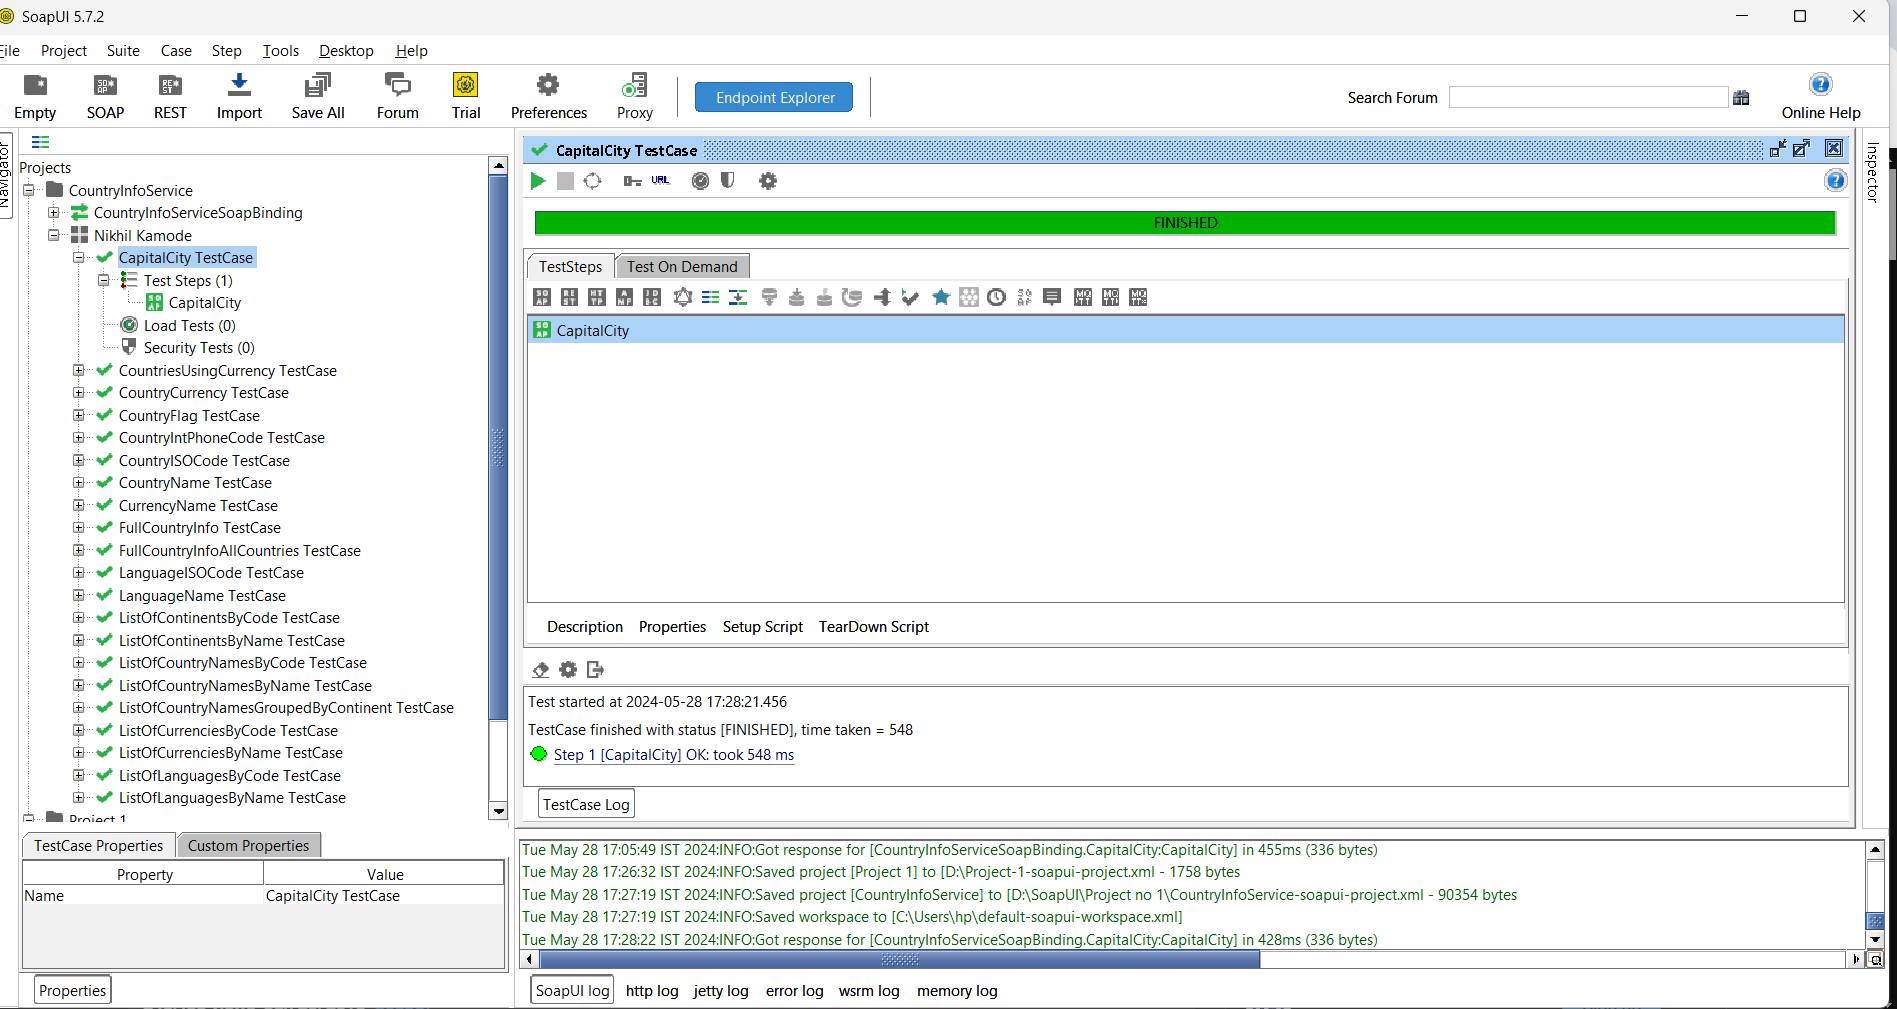 SoapUI 5.7.2
File Project Suite Case Step Tools Desktop Help
Empty SOAP REST Import Save All Forum Trial Preferences Proxy Endpoint Explorer Search Forum Online Help
Navigator
Projects
CountryInfoService
CountryInfoServiceSoapBinding
Nikhil Kamode
CapitalCity TestCase
Test Steps (1)
CapitalCity
Load Tests (0)
Security Tests (0)
CountriesUsingCurrency TestCase
CountryCurrency TestCase
CountryFlag TestCase
CountryIntPhoneCode TestCase
CountryISOCode TestCase
CountryName TestCase
CurrencyName TestCase
FullCountryInfo TestCase
FullCountryInfoAllCountries TestCase
LanguageISOCode TestCase
LanguageName TestCase
ListOfContinentsByCode TestCase
ListOfContinentsByName TestCase
ListOfCountryNamesByCode TestCase
ListOfCountryNamesByName TestCase
ListOfCountryNamesGroupedByContinent TestCase
ListOfCurrenciesByCode TestCase
ListOfCurrenciesByName TestCase
ListOfLanguagesByCode TestCase
ListOfLanguagesByName TestCase
Project 1
TestCase Properties Custom Properties
Property Value
Name CapitalCity TestCase
Properties
CapitalCity TestCase
URL
FINISHED
TestSteps Test On Demand
CapitalCity
Description Properties Setup Script TearDown Script
Test started at 2024-05-28 17:28:21.456
TestCase finished with status [FINISHED], time taken = 548
Step 1 [CapitalCity] OK: took 548 ms
TestCase Log
Inspector
Tue May 28 17:05:49 IST 2024:INFO:Got response for [CountryInfoServiceSoapBinding.CapitalCity:CapitalCity] in 455ms (336 bytes)
Tue May 28 17:26:32 IST 2024:INFO:Saved project [Project 1] to [D:\Project-1-soapui-project.xml - 1758 bytes
Tue May 28 17:27:19 IST 2024:INFO:Saved project [CountryInfoService] to [D:\SoapUI\Project no 1\CountryInfoService-soapui-project.xml - 90354 bytes
Tue May 28 17:27:19 IST 2024:INFO:Saved workspace to [C:\Users\hp\default-soapui-workspace.xml]
Tue May 28 17:28:22 IST 2024:INFO:Got response for [CountryInfoServiceSoapBinding.CapitalCity:CapitalCity] in 428ms (336 bytes)
SoapUI log http log jetty log error log wsrm log memory log